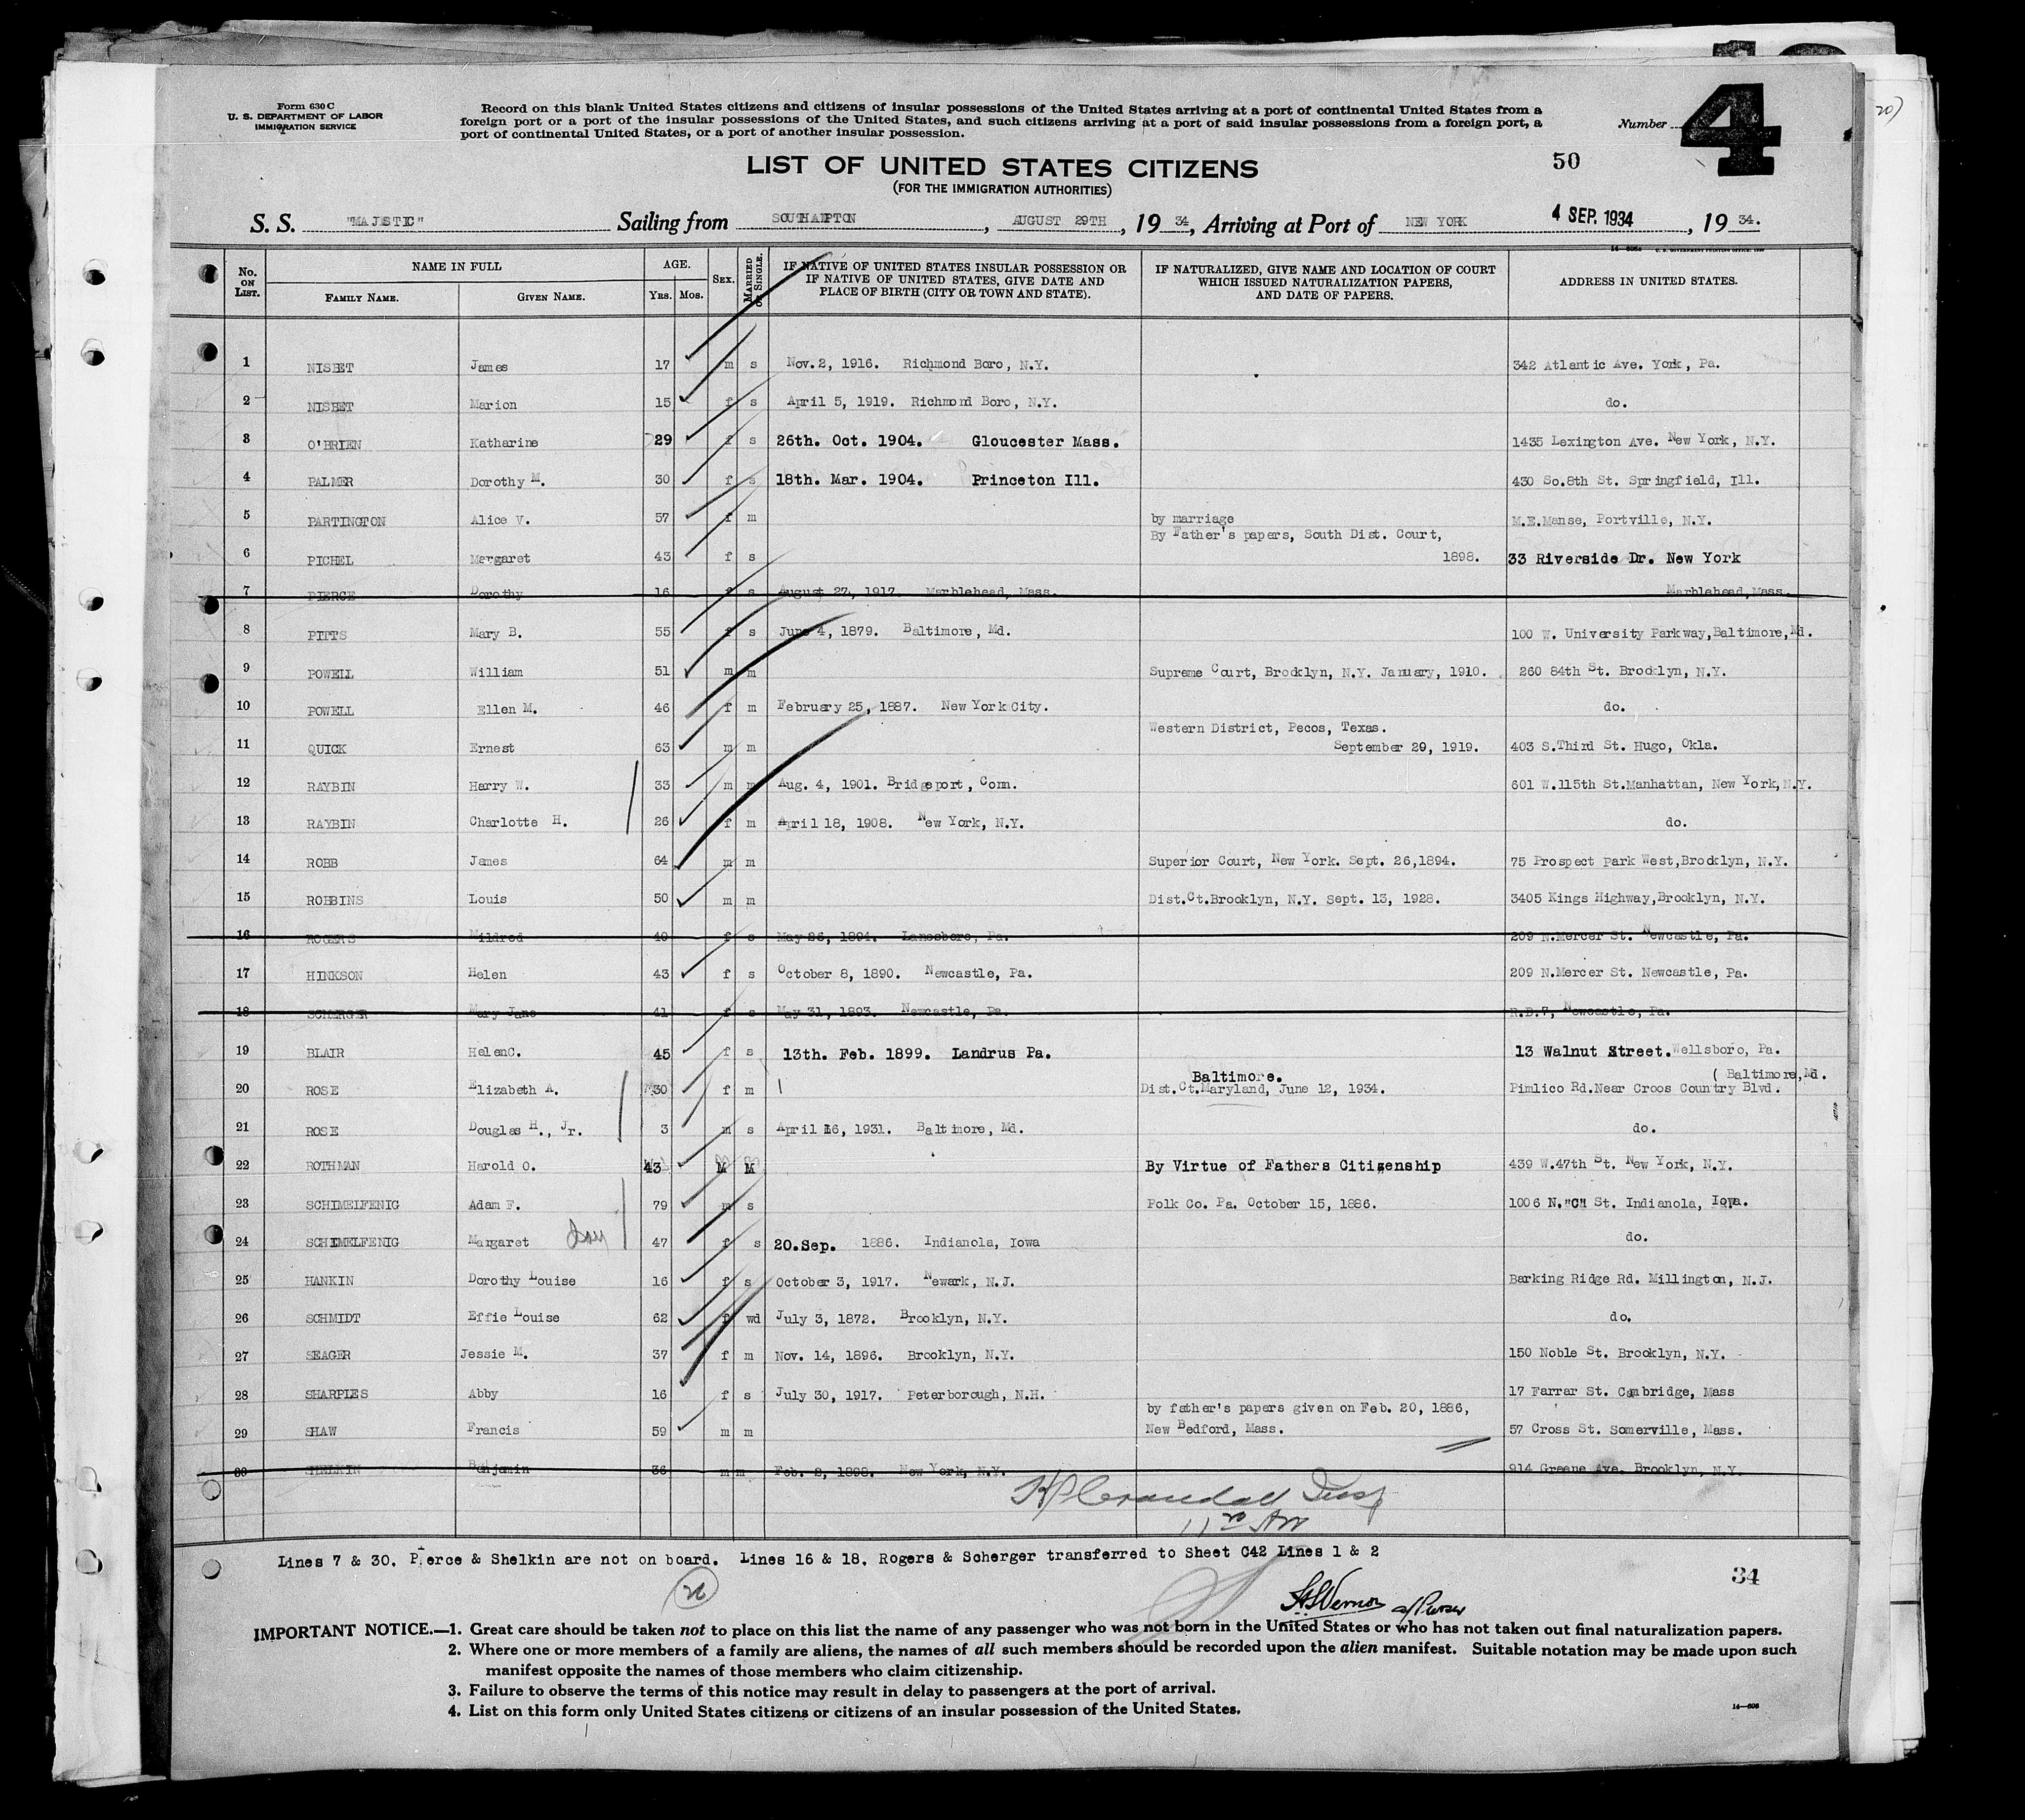 Form 630 C
U. S. DEPARTMENT OF LABOR
IMMIGRATION SERVICE
Record on this blank United States citizens and citizens of insular possessions of the United States arriving at a port of continental United States from a
foreign port or a port of the insular possessions of the United States, and such citizens arriving at a port of said insular possessions from a foreign port, a
port of continental United States, or a port of another insular possession.
Number 4
20)
LIST OF UNITED STATES CITIZENS
50
(FOR THE IMMIGRATION AUTHORITIES)
S. S. "MAJESTIC" Sailing from SOUTHAMPTON, AUGUST 29TH, 19 34, Arriving at Port of NEW YORK 4 SEP. 1934, 19 34.
No. ON LIST. NAME IN FULL FAMILY NAME. GIVEN NAME. AGE. Yrs. Mos. SEX. MARRIED OR SINGLE. IF NATIVE OF UNITED STATES INSULAR POSSESSION OR IF NATIVE OF UNITED STATES, GIVE DATE AND PLACE OF BIRTH (CITY OR TOWN AND STATE). IF NATURALIZED, GIVE NAME AND LOCATION OF COURT WHICH ISSUED NATURALIZATION PAPERS, AND DATE OF PAPERS. ADDRESS IN UNITED STATES.
1 NISBET James 17 m s Nov. 2, 1916. Richmond Boro, N.Y. 342 Atlantic Ave. York, Pa.
2 NISBET Marion 15 f s April 5, 1919. Richmond Boro, N.Y. do.
3 O'BRIEN Katharine 29 f s 26th. Oct. 1904. Gloucester Mass. 1435 Lexington Ave. New York, N.Y.
4 PALMER Dorothy M. 30 f s 18th. Mar. 1904. Princeton Ill. 430 So.8th St. Springfield, Ill.
5 PARTINGTON Alice V. 57 f m by marriage M.E.Manse, Portville, N.Y.
By Father's papers, South Dist. Court,
6 PICHEL Margaret 43 f s 1898. 33 Riverside Dr. New York
7 PIERCE Dorothy 16 f s August 27, 1917. Marblehead, Mass. Marblehead, Mass.
8 PITTS Mary B. 55 f s June 4, 1879. Baltimore, Md. 100 W. University Parkway,Baltimore,Md.
9 POWELL William 51 m m Supreme Court, Brooklyn, N.Y. January, 1910. 260 84th St. Brooklyn, N.Y.
10 POWELL Ellen M. 46 f m February 25, 1887. New York City. do.
Western District, Pecos, Texas.
11 QUICK Ernest 63 m m September 29, 1919. 403 S.Third St. Hugo, Okla.
12 RAYBIN Harry W. 33 m m Aug. 4, 1901. Bridgeport, Conn. 601 W.115th St.Manhattan, New York,N.Y.
13 RAYBIN Charlotte H. 26 f m April 18, 1908. New York, N.Y. do.
14 ROBB James 64 m m Superior Court, New York. Sept. 26,1894. 75 Prospect Park West,Brooklyn, N.Y.
15 ROBBINS Louis 50 m m Dist.Ct.Brooklyn, N.Y. Sept. 13, 1928. 3405 Kings Highway,Brooklyn, N.Y.
16 ROGERS Mildred 40 f s May 26, 1894. Lanesboro, Pa. 209 N.Mercer St. Newcastle, Pa.
17 HINKSON Helen 43 f s October 8, 1890. Newcastle, Pa. 209 N.Mercer St. Newcastle, Pa.
18 SCHERGER Mary Jane 41 f s May 31, 1893. Newcastle, Pa. R.D.7, Newcastle, Pa.
19 BLAIR HelenC. 45 f s 13th. Feb. 1899. Landrus Pa. 13 Walnut Street. Wellsboro, Pa.
Baltimore. ( Baltimore,Md.
20 ROSE Elizabeth A. 30 f m Dist.Ct.Maryland, June 12, 1934. Pimlico Rd.Near Croos Country Blvd.
21 ROSE Douglas H., Jr. 3 m s April 16, 1931. Baltimore, Md. do.
22 ROTHMAN Harold O. 43 M M By Virtue of Fathers Citizenship 439 W.47th St. New York, N.Y.
23 SCHIMELFENIG Adam F. 79 m s Polk Co. Pa. October 15, 1886. 1006 N."C" St. Indianola, Iowa.
24 SCHIMELFENIG Margaret 47 f s 20.Sep. 1886. Indianola, Iowa do.
25 HANKIN Dorothy Louise 16 f s October 3, 1917. Newark, N.J. Barking Ridge Rd. Millington, N.J.
26 SCHMIDT Effie Louise 62 f wd July 3, 1872. Brooklyn, N.Y. do.
27 SEAGER Jessie M. 37 f m Nov. 14, 1896. Brooklyn, N.Y. 150 Noble St. Brooklyn, N.Y.
28 SHARPLES Abby 16 f s July 30, 1917. Peterborough, N.H. 17 Farrar St. Cambridge, Mass
by father's papers given on Feb. 20, 1886,
29 SHAW Francis 59 m m New Bedford, Mass. 57 Cross St. Somerville, Mass.
30 SHELKIN Benjamin 36 m m Feb. 2, 1898. New York, N.Y. 914 Greene Ave. Brooklyn, N.Y.
Lines 7 & 30. Pierce & Shelkin are not on board. Lines 16 & 18. Rogers & Scherger transferred to Sheet C42 Lines 1 & 2
34
IMPORTANT NOTICE.—1. Great care should be taken not to place on this list the name of any passenger who was not born in the United States or who has not taken out final naturalization papers.
2. Where one or more members of a family are aliens, the names of all such members should be recorded upon the alien manifest. Suitable notation may be made upon such
manifest opposite the names of those members who claim citizenship.
3. Failure to observe the terms of this notice may result in delay to passengers at the port of arrival.
4. List on this form only United States citizens or citizens of an insular possession of the United States.